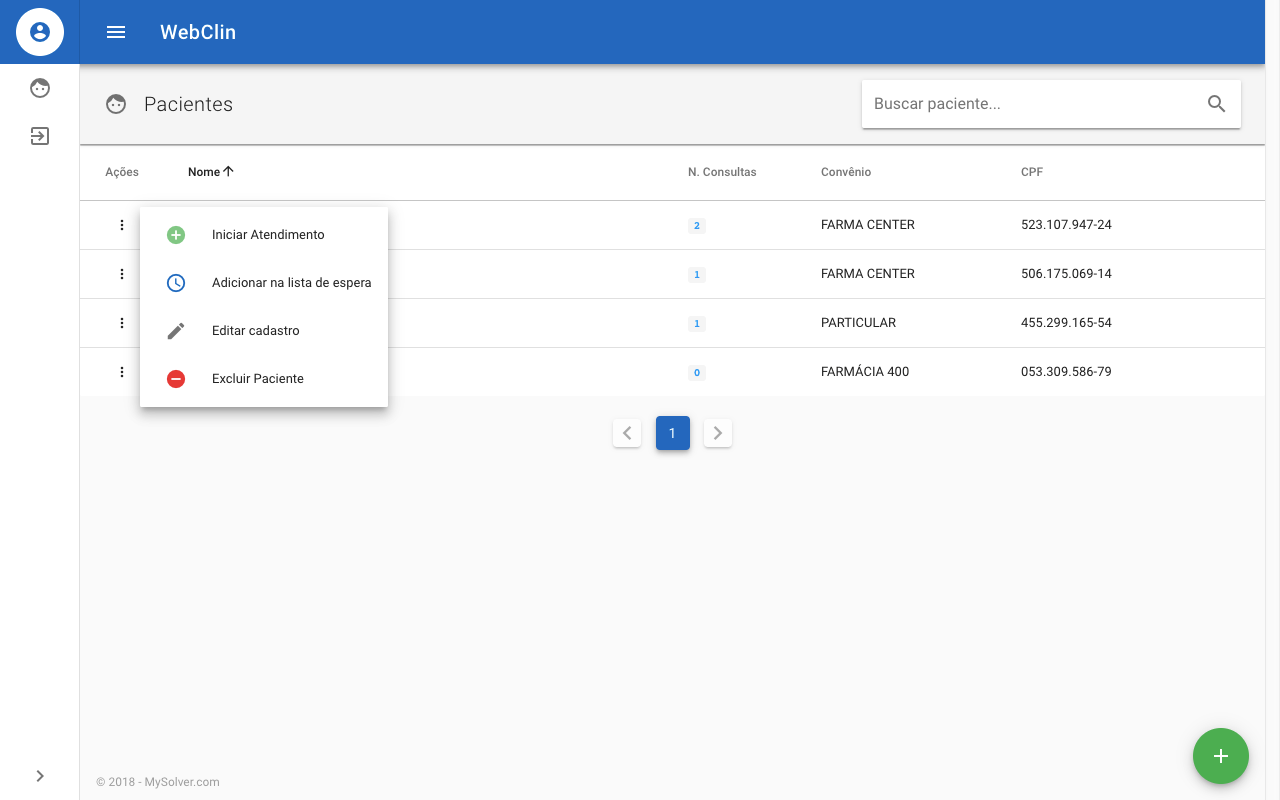 WebClin
Pacientes
Buscar paciente...
Ações Nome N. Consultas Convênio CPF
2 FARMA CENTER 523.107.947-24
1 FARMA CENTER 506.175.069-14
1 PARTICULAR 455.299.165-54
0 FARMÁCIA 400 053.309.586-79
Iniciar Atendimento
Adicionar na lista de espera
Editar cadastro
Excluir Paciente
1
© 2018 - MySolver.com